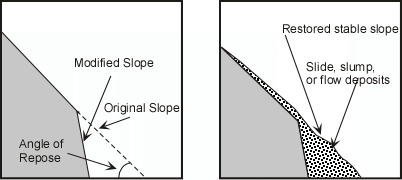 Modified Slope
Original Slope
Angle of
Repose
Restored stable slope
Slide, slump,
or flow deposits